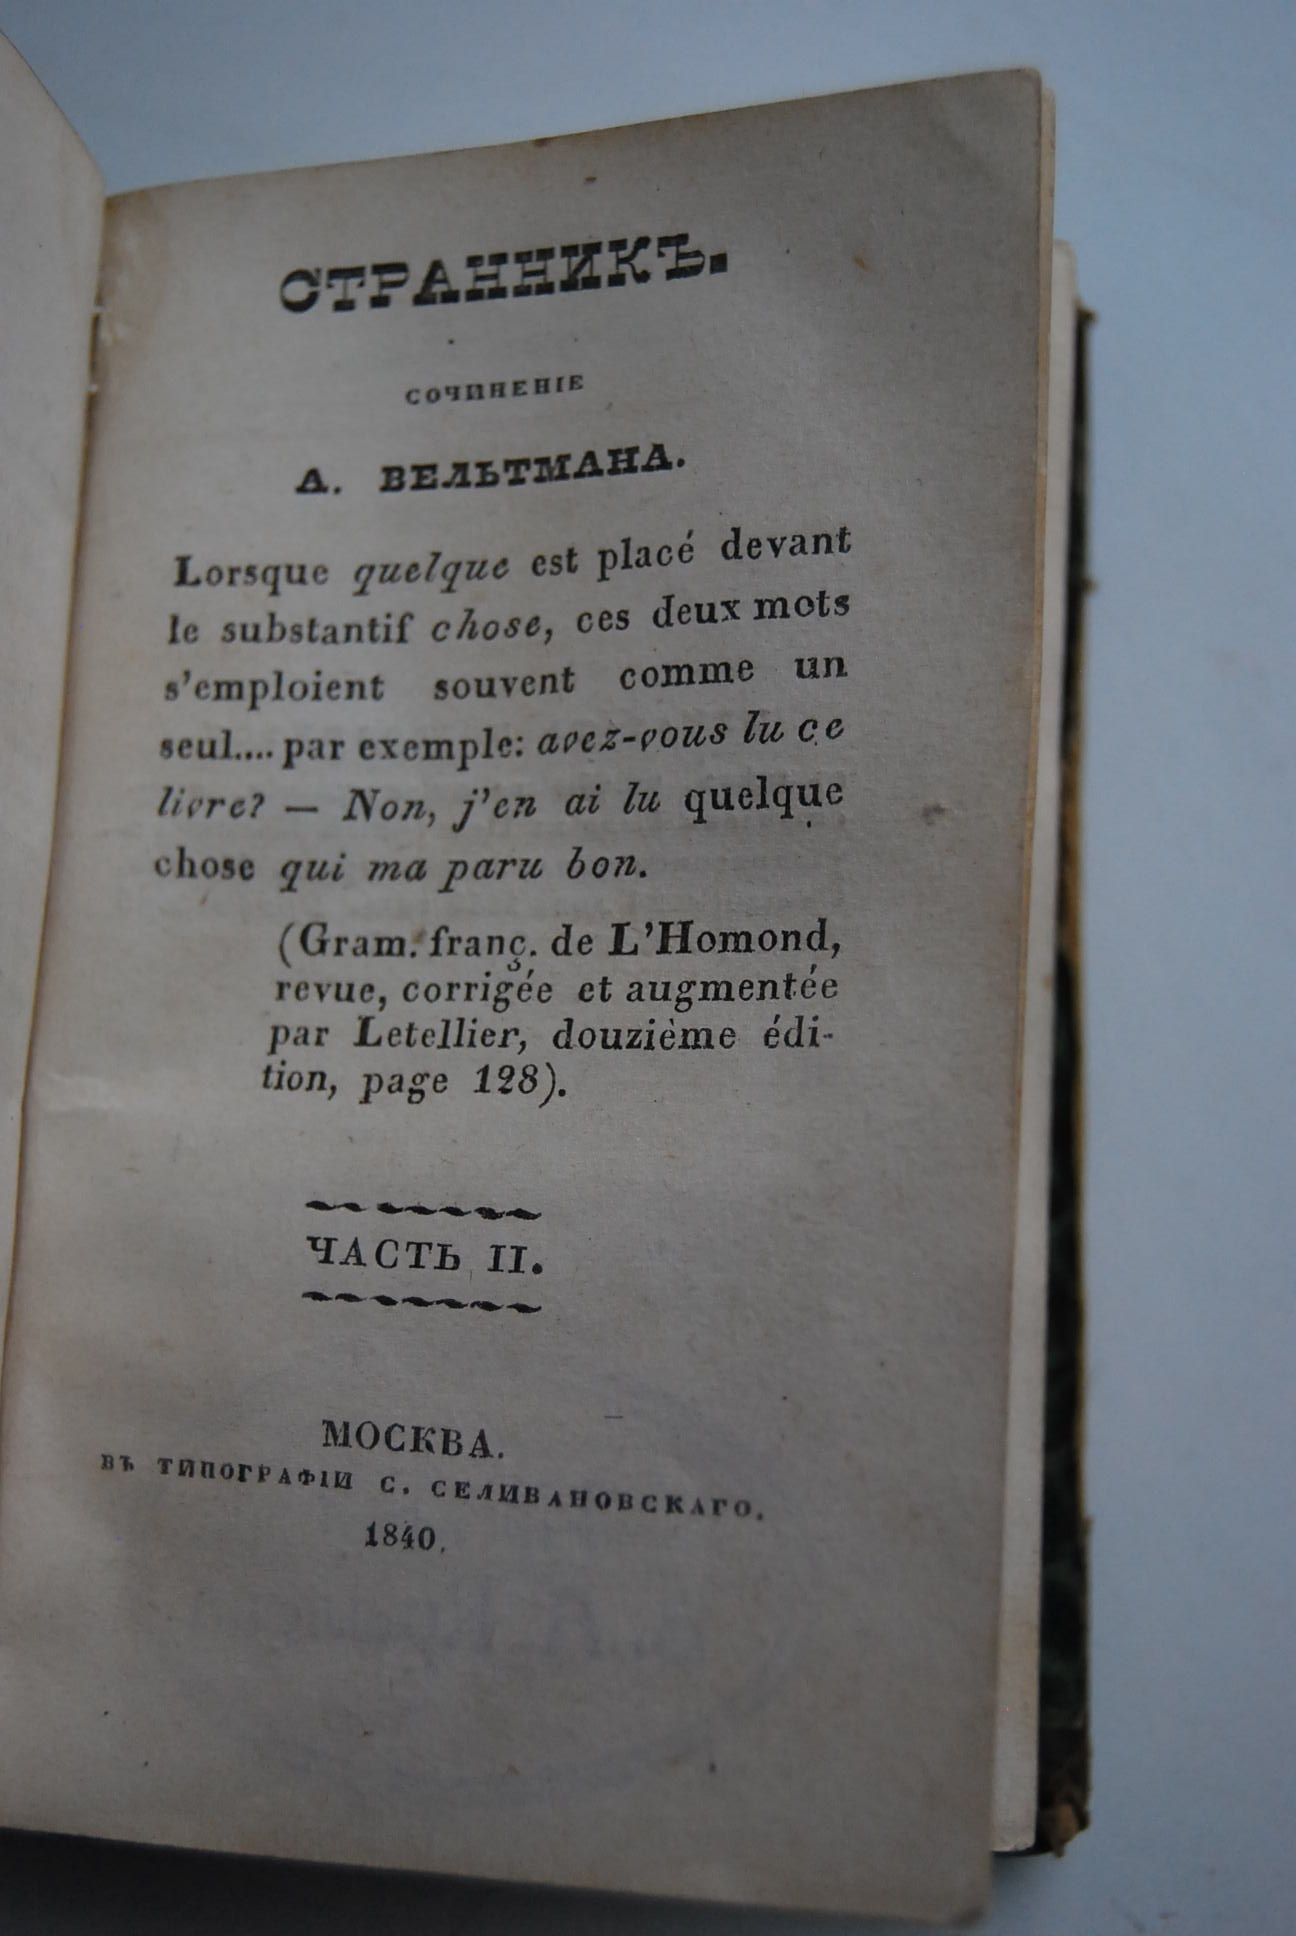 СТРАННИКЪ.
СОЧИНЕНІЕ
А. ВЕЛЬТМАНА.
Lorsque quelque est placé devant
le substantif chose, ces deux mots
s'emploient souvent comme un
seul.... par exemple: avez-vous lu ce
livre? — Non, j'en ai lu quelque
chose qui ma paru bon.
(Gram. franç. de L'Homond,
revue, corrigée et augmentée
par Letellier, douzième édi-
tion, page 128).
ЧАСТЬ II.
МОСКВА.
ВЪ ТИПОГРАФІИ С. СЕЛИВАНОВСКАГО.
1840.